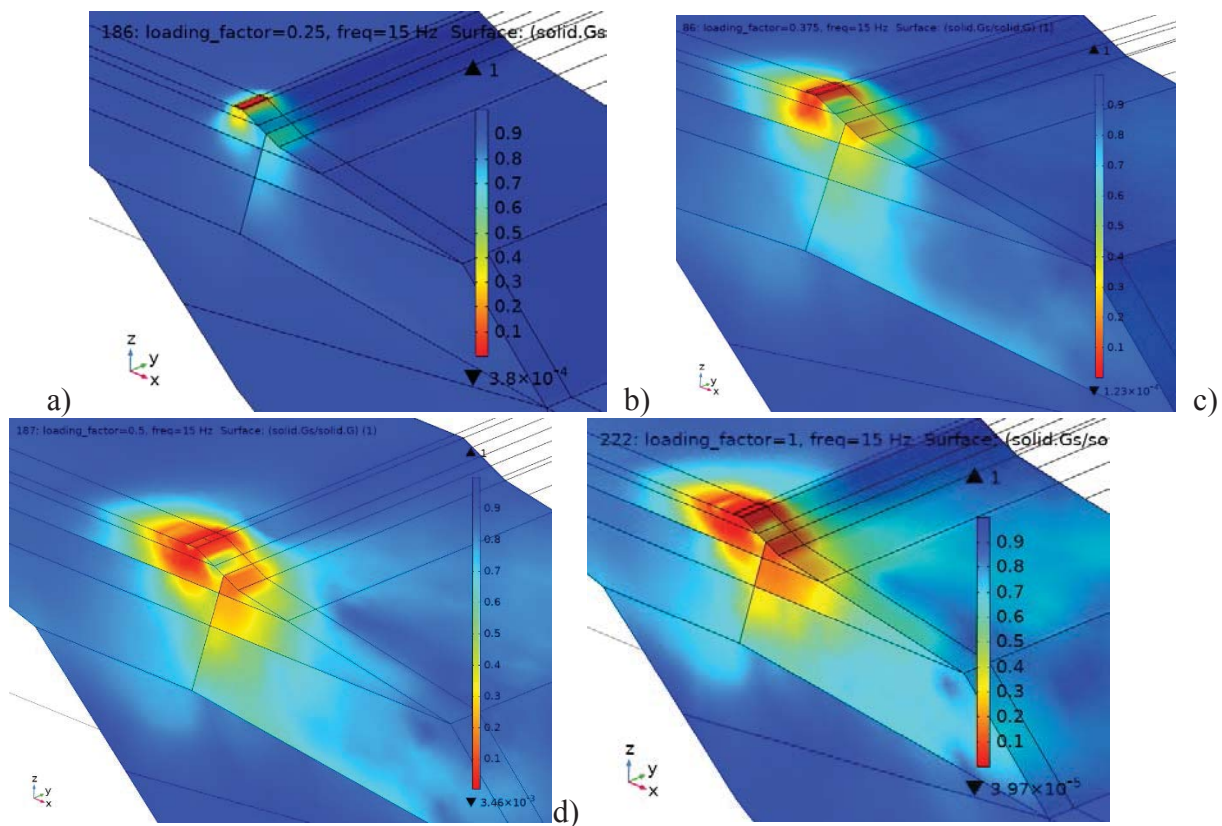 186: loading_factor=0.25, freq=15 Hz Surface: (solid.Gs
1
0.9
0.8
0.7
0.6
0.5
0.4
0.3
0.2
0.1
3.8×10⁻⁴
z
y
x
a)
86: loading_factor=0.375, freq=15 Hz Surface: (solid.Gs/solid.G) (1)
1
0.9
0.8
0.7
0.6
0.5
0.4
0.3
0.2
0.1
z
y
x
b)
c)
187: loading_factor=0.5, freq=15 Hz Surface: (solid.Gs/solid.G) (1)
1
0.9
0.8
0.7
0.6
0.5
0.4
0.3
0.2
0.1
3.46×10⁻³
z
y
x
d)
222: loading_factor=1, freq=15 Hz Surface: (solid.Gs/so
1
0.9
0.8
0.7
0.6
0.5
0.4
0.3
0.2
0.1
3.97×10⁻⁵
z
y
x